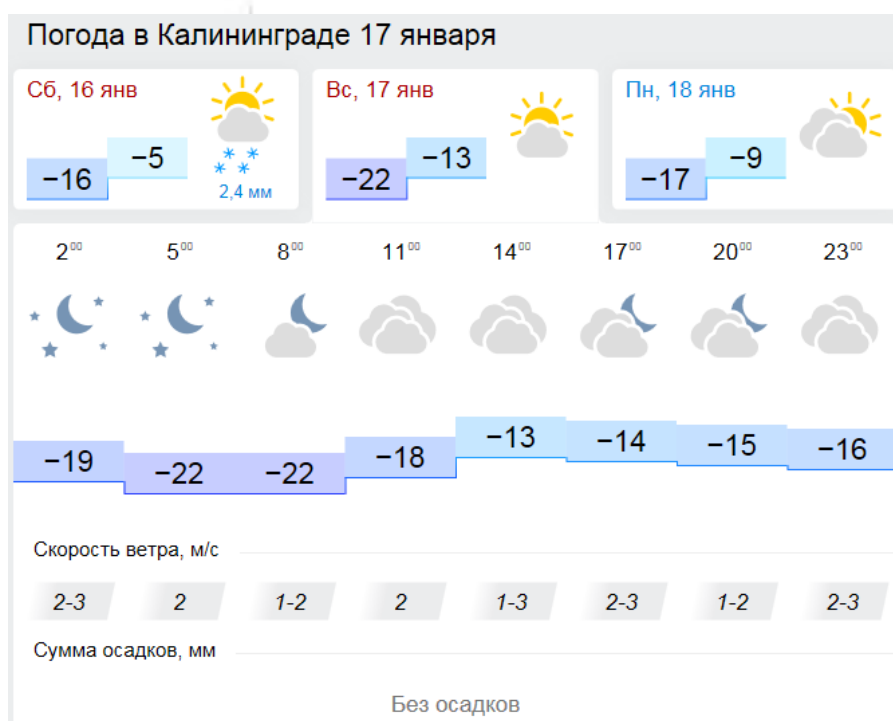 Погода в Калининграде 17 января
Сб, 16 янв Вс, 17 янв Пн, 18 янв
−16 −5 −22 −13 −17 −9
2,4 мм
2⁰⁰ 5⁰⁰ 8⁰⁰ 11⁰⁰ 14⁰⁰ 17⁰⁰ 20⁰⁰ 23⁰⁰
−19 −22 −22 −18 −13 −14 −15 −16
Скорость ветра, м/с
2-3 2 1-2 2 1-3 2-3 1-2 2-3
Сумма осадков, мм
Без осадков